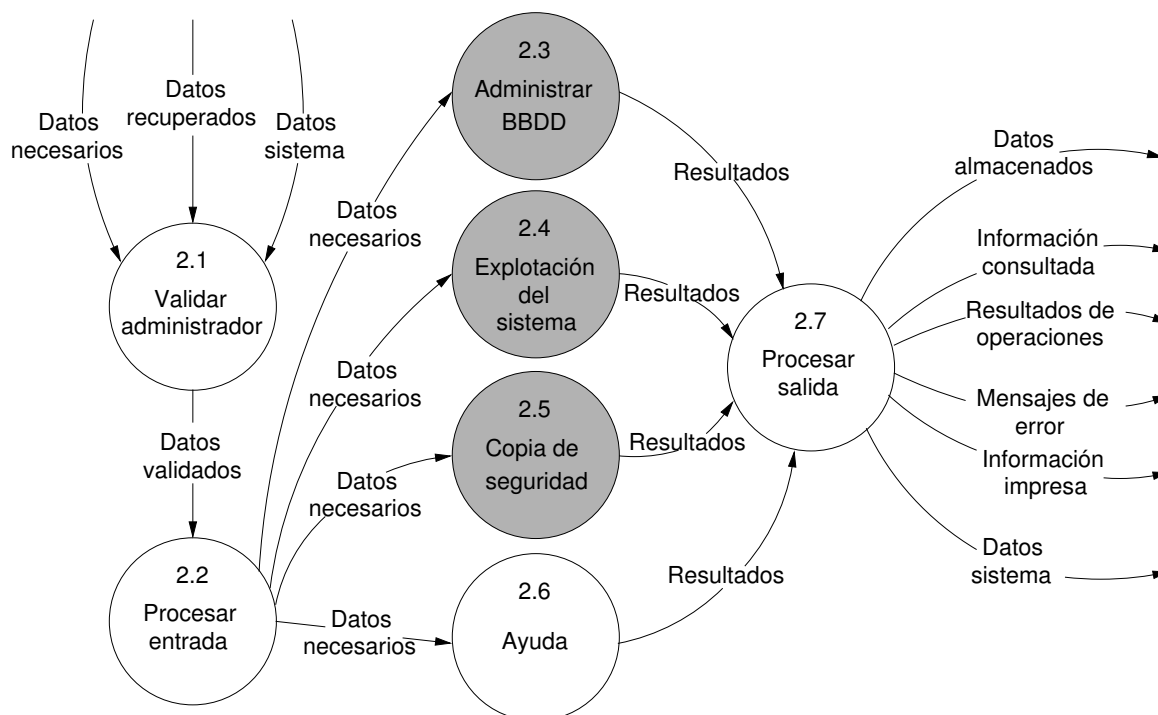 Datos
necesarios
Datos
recuperados
Datos
sistema
2.1
Validar
administrador
Datos
validados
2.2
Procesar
entrada
Datos
necesarios
Datos
necesarios
Datos
necesarios
Datos
necesarios
2.3
Administrar
BBDD
2.4
Explotación
del
sistema
2.5
Copia de
seguridad
2.6
Ayuda
Resultados
Resultados
Resultados
Resultados
2.7
Procesar
salida
Datos
almacenados
Información
consultada
Resultados de
operaciones
Mensajes de
error
Información
impresa
Datos
sistema